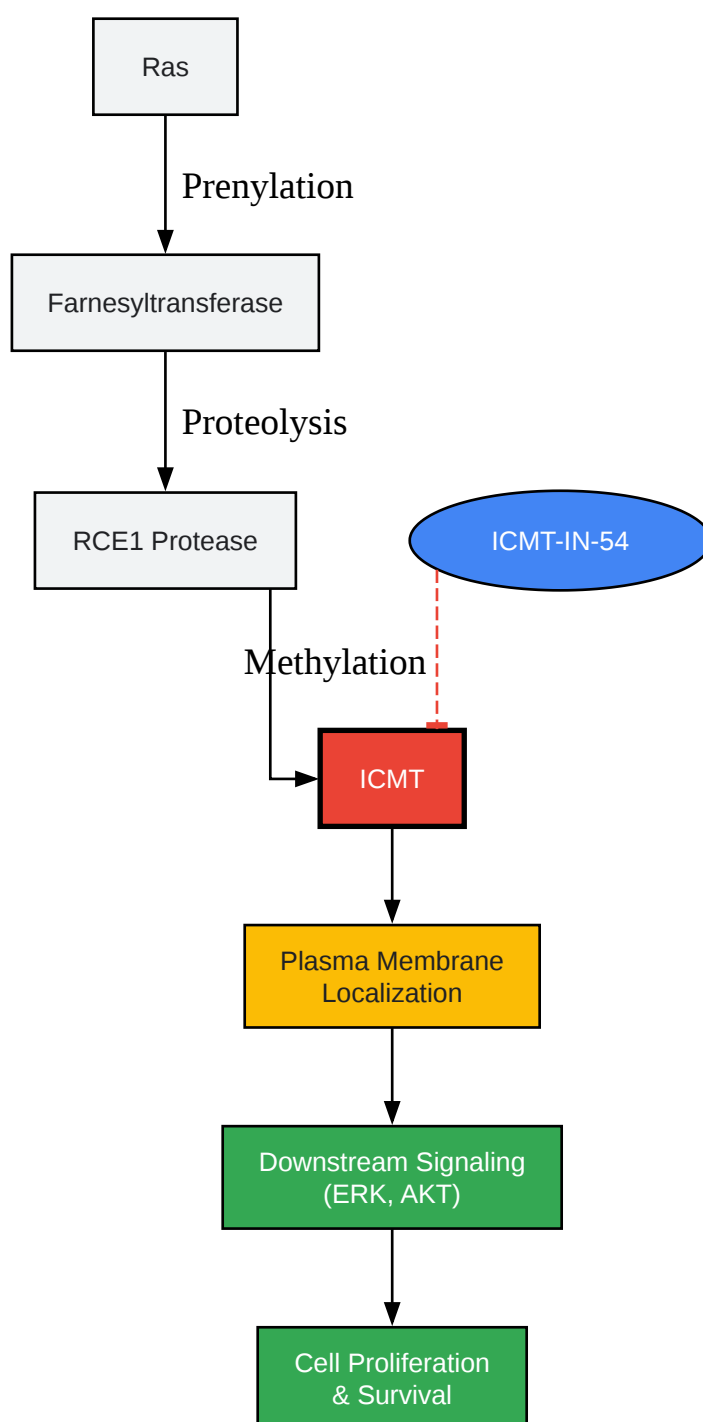 Ras
Prenylation
Farnesyltransferase
Proteolysis
RCE1 Protease
ICMT-IN-54
Methylation
ICMT
Plasma Membrane
Localization
Downstream Signaling
(ERK, AKT)
Cell Proliferation
& Survival